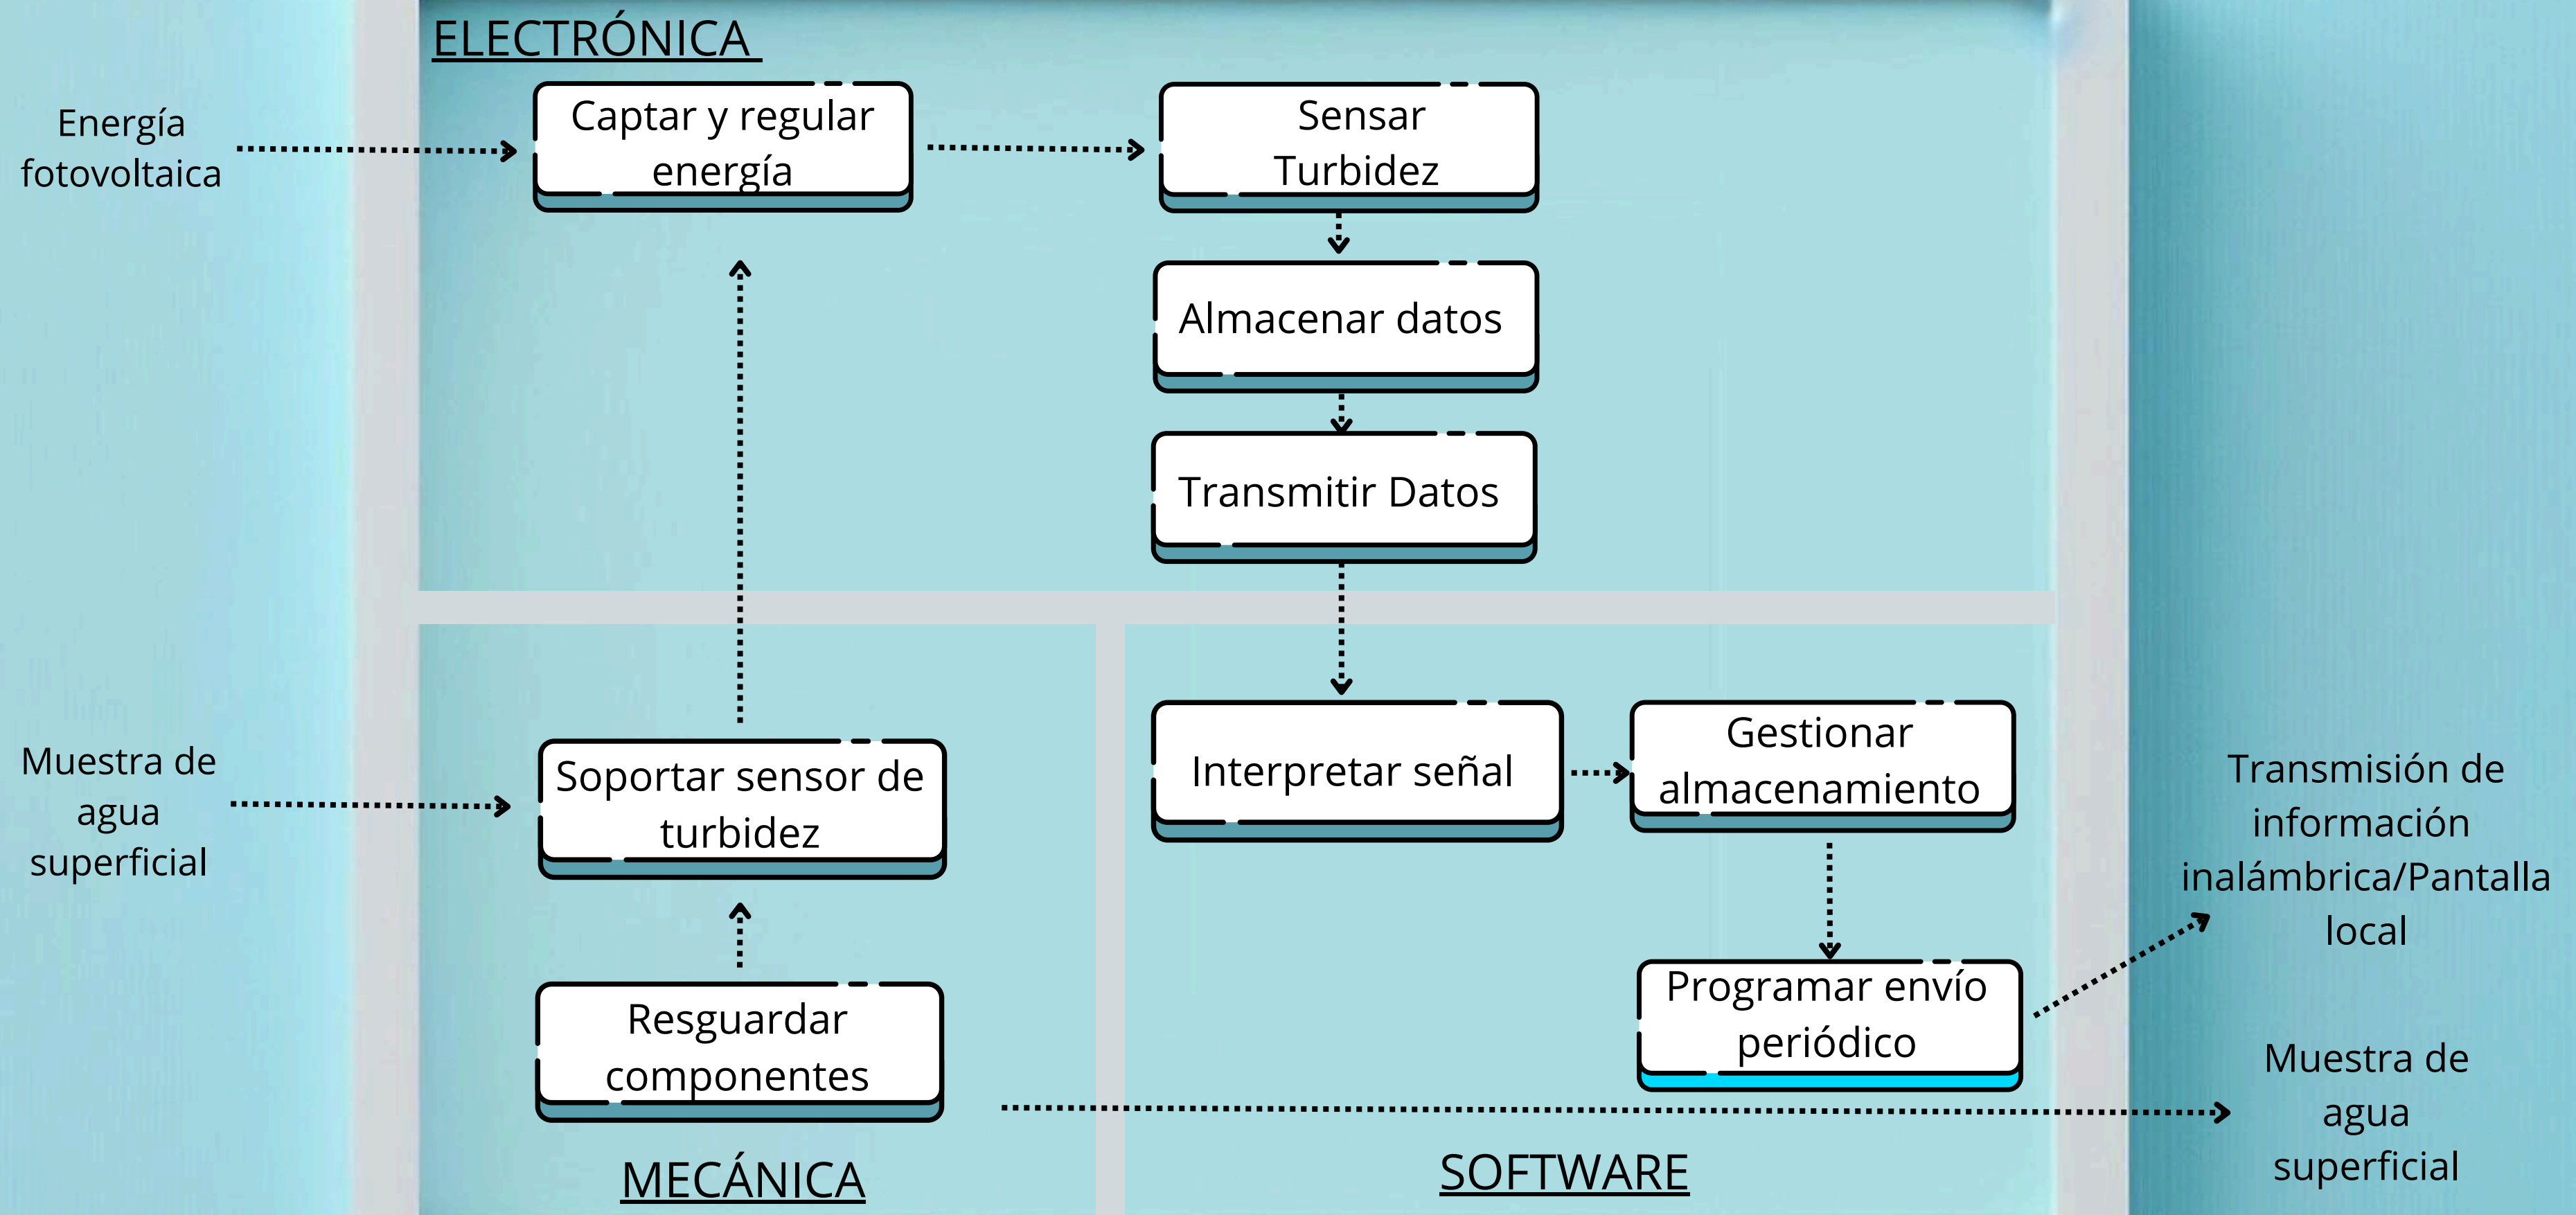 ELECTRÓNICA
Energía
fotovoltaica
Captar y regular
energía
Sensar
Turbidez
Almacenar datos
Transmitir Datos
Muestra de
agua
superficial
Soportar sensor de
turbidez
Resguardar
componentes
MECÁNICA
Interpretar señal
Gestionar
almacenamiento
Programar envío
periódico
SOFTWARE
Transmisión de
información
inalámbrica/Pantalla
local
Muestra de
agua
superficial